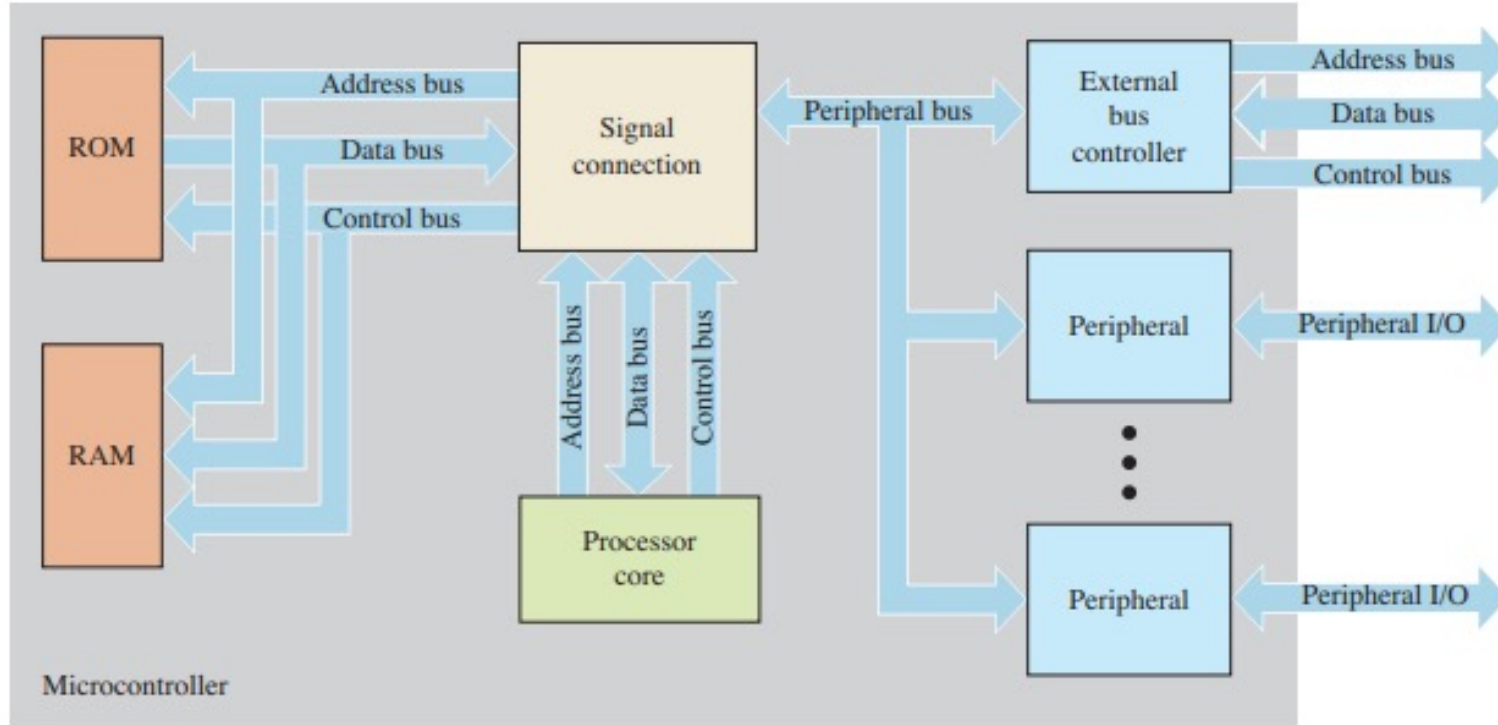 ROM
Address bus
Data bus
Control bus
Signal
connection
Peripheral bus
External
bus
controller
Address bus
Data bus
Control bus
RAM
Address bus
Data bus
Control bus
Processor
core
Peripheral
Peripheral I/O
Peripheral
Peripheral I/O
Microcontroller